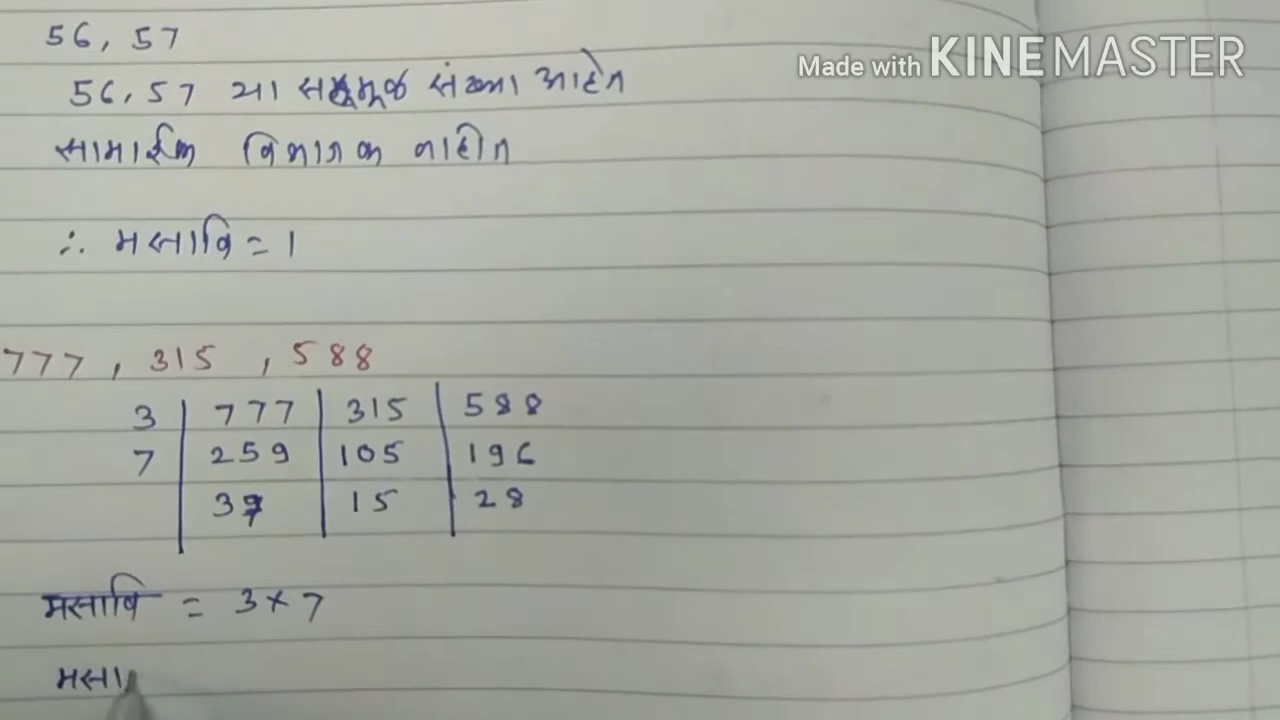 56, 57
Made with KINEMASTER
56, 57 या सहमूळ संख्या आहेत
सामाईक विभाजक नाहीत
∴ मसावि = 1
777, 315, 588
3 | 777 | 315 | 588
7 | 259 | 105 | 196
37 | 15 | 28
मसावि = 3 × 7
मसा